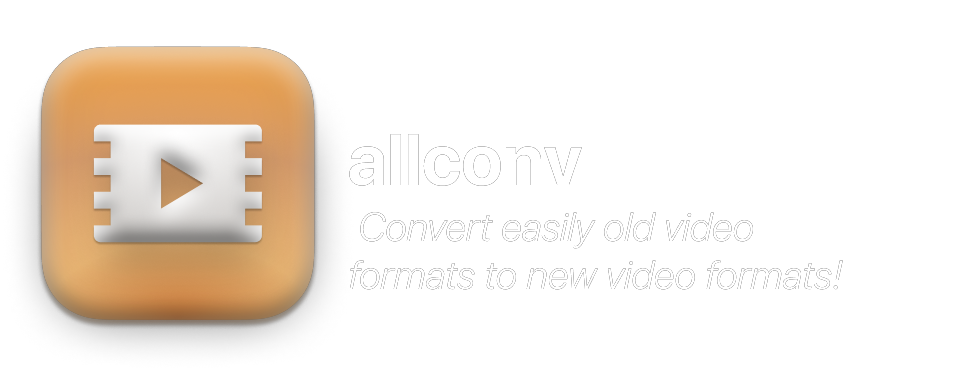 allconv
Convert easily old video
formats to new video formats!